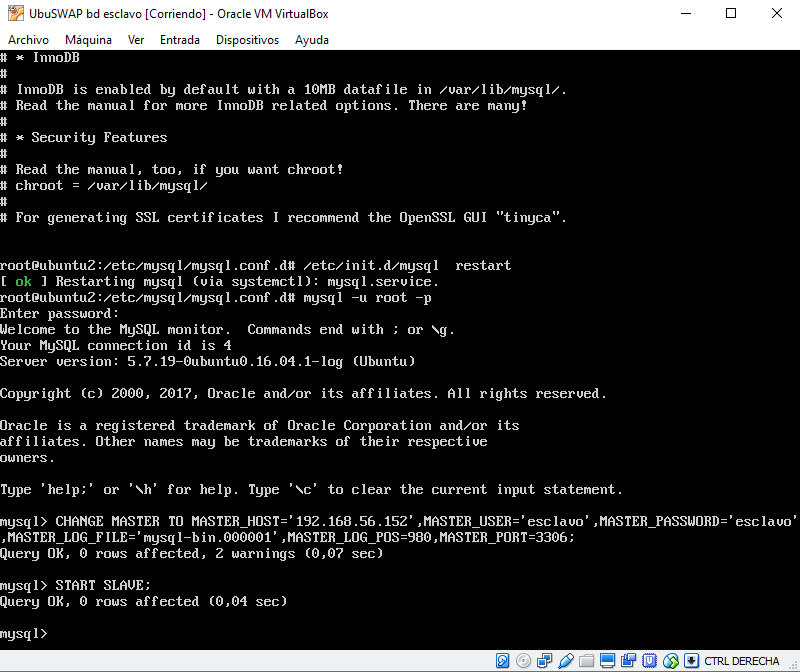 UbuSWAP bd esclavo [Corriendo] - Oracle VM VirtualBox
Archivo Máquina Ver Entrada Dispositivos Ayuda
# * InnoDB
#
# InnoDB is enabled by default with a 10MB datafile in /var/lib/mysql/.
# Read the manual for more InnoDB related options. There are many!
#
# * Security Features
#
# Read the manual, too, if you want chroot!
# chroot = /var/lib/mysql/
#
# For generating SSL certificates I recommend the OpenSSL GUI "tinyca".
root@ubuntu2:/etc/mysql/mysql.conf.d# /etc/init.d/mysql  restart
[ ok ] Restarting mysql (via systemctl): mysql.service.
root@ubuntu2:/etc/mysql/mysql.conf.d# mysql -u root -p
Enter password:
Welcome to the MySQL monitor.  Commands end with ; or \g.
Your MySQL connection id is 4
Server version: 5.7.19-0ubuntu0.16.04.1-log (Ubuntu)
Copyright (c) 2000, 2017, Oracle and/or its affiliates. All rights reserved.
Oracle is a registered trademark of Oracle Corporation and/or its
affiliates. Other names may be trademarks of their respective
owners.
Type 'help;' or '\h' for help. Type '\c' to clear the current input statement.
mysql> CHANGE MASTER TO MASTER_HOST='192.168.56.152',MASTER_USER='esclavo',MASTER_PASSWORD='esclavo'
,MASTER_LOG_FILE='mysql-bin.000001',MASTER_LOG_POS=980,MASTER_PORT=3306;
Query OK, 0 rows affected, 2 warnings (0,07 sec)
mysql> START SLAVE;
Query OK, 0 rows affected (0,04 sec)
mysql>
CTRL DERECHA